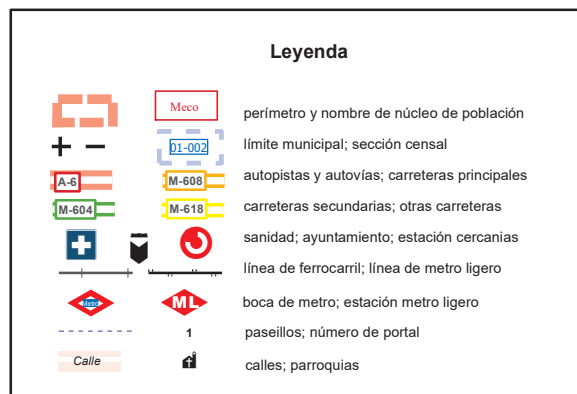 Leyenda
Meco perímetro y nombre de núcleo de población
01-002 límite municipal; sección censal
A-6 M-608 autopistas y autovías; carreteras principales
M-604 M-618 carreteras secundarias; otras carreteras
sanidad; ayuntamiento; estación cercanias
línea de ferrocarril; línea de metro ligero
Metro ML boca de metro; estación metro ligero
1 paseillos; número de portal
Calle calles; parroquias